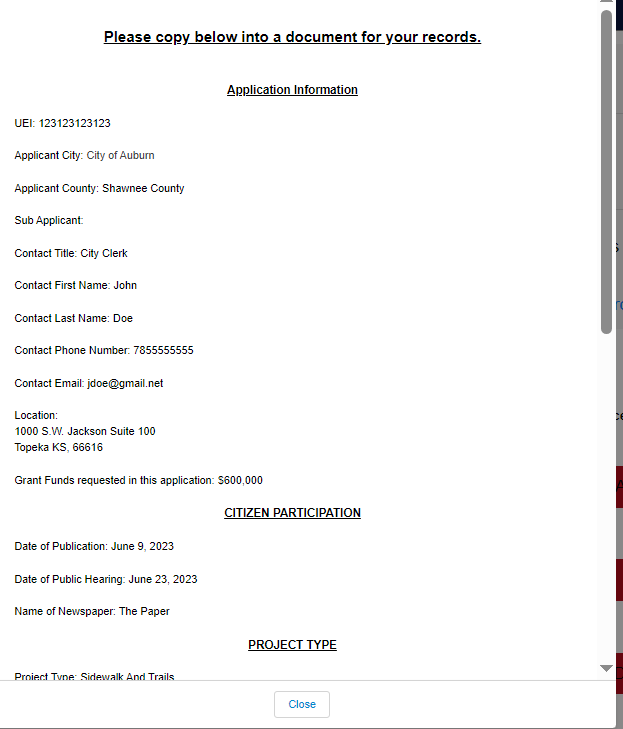 Please copy below into a document for your records.
Application Information
UEI: 123123123123
Applicant City: City of Auburn
Applicant County: Shawnee County
Sub Applicant:
Contact Title: City Clerk
Contact First Name: John
Contact Last Name: Doe
Contact Phone Number: 7855555555
Contact Email: jdoe@gmail.net
Location:
1000 S.W. Jackson Suite 100
Topeka KS, 66616
Grant Funds requested in this application: $600,000
CITIZEN PARTICIPATION
Date of Publication: June 9, 2023
Date of Public Hearing: June 23, 2023
Name of Newspaper: The Paper
PROJECT TYPE
Project Type: Sidewalk And Trails
Close